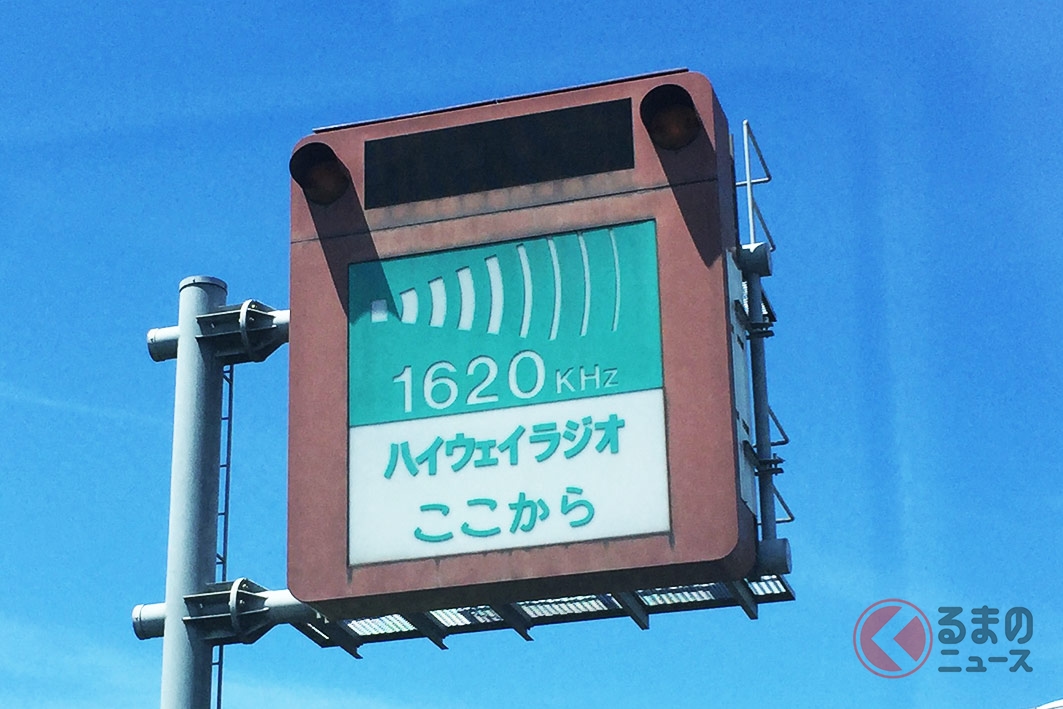 1620KHz
ハイウェイラジオ
ここから
くるまの
ニュース